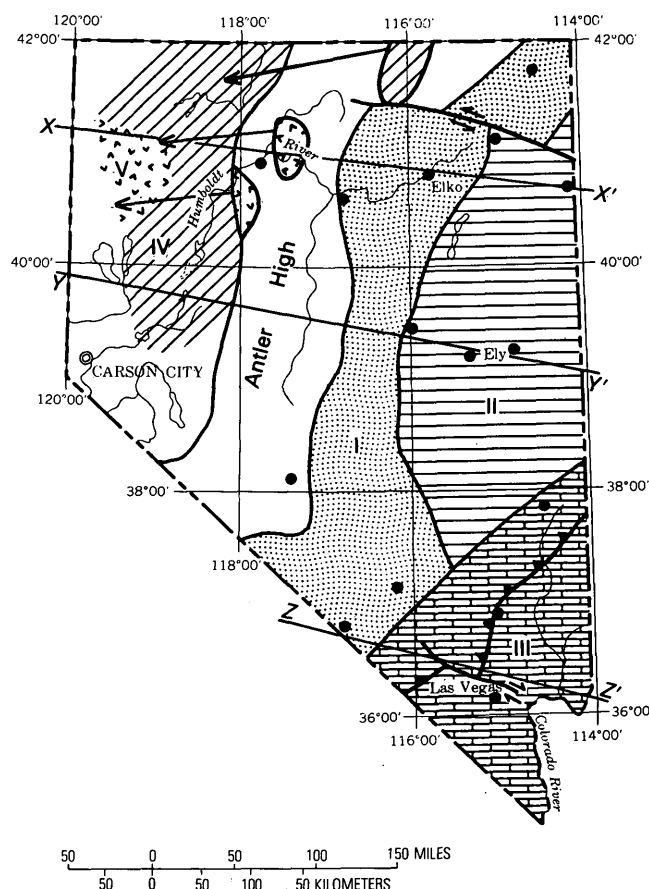 120°00' 118°00' 116°00' 114°00'
42°00' 42°00'
X
River
V
Elko
X'
Humboldt
IV
High
40°00' 40°00'
Y
Antler
CARSON CITY
Ely
Y'
120°00'
II
I
38°00' 38°00'
118°00'
Z
III
Las Vegas
Z'
36°00' 36°00'
116°00' 114°00'
Colorado River
50 0 50 100 150 MILES
50 0 50 100 50 KILOMETERS